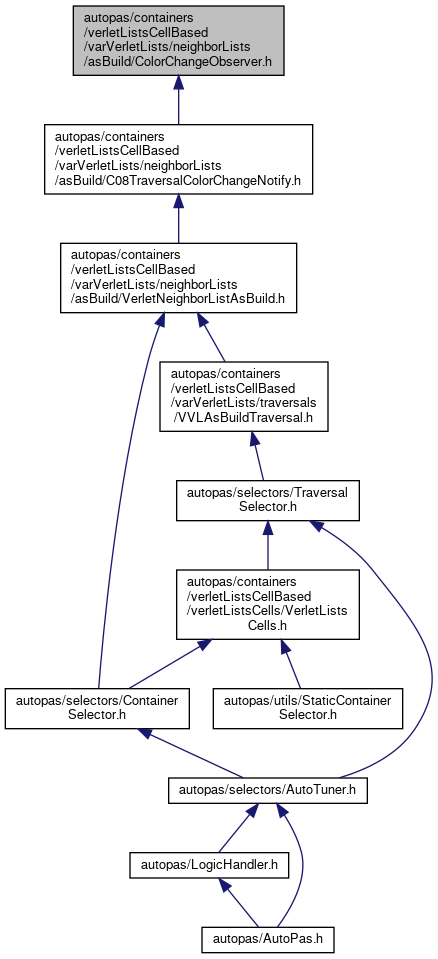 autopas/containers
/verletListsCellBased
/varVerletLists/neighborLists
/asBuild/ColorChangeObserver.h
autopas/containers
/verletListsCellBased
/varVerletLists/neighborLists
/asBuild/C08TraversalColorChangeNotify.h
autopas/containers
/verletListsCellBased
/varVerletLists/neighborLists
/asBuild/VerletNeighborListAsBuild.h
autopas/containers
/verletListsCellBased
/varVerletLists/traversals
/VVLAsBuildTraversal.h
autopas/selectors/Traversal
Selector.h
autopas/containers
/verletListsCellBased
/verletListsCells/VerletLists
Cells.h
autopas/selectors/Container
Selector.h
autopas/utils/StaticContainer
Selector.h
autopas/selectors/AutoTuner.h
autopas/LogicHandler.h
autopas/AutoPas.h